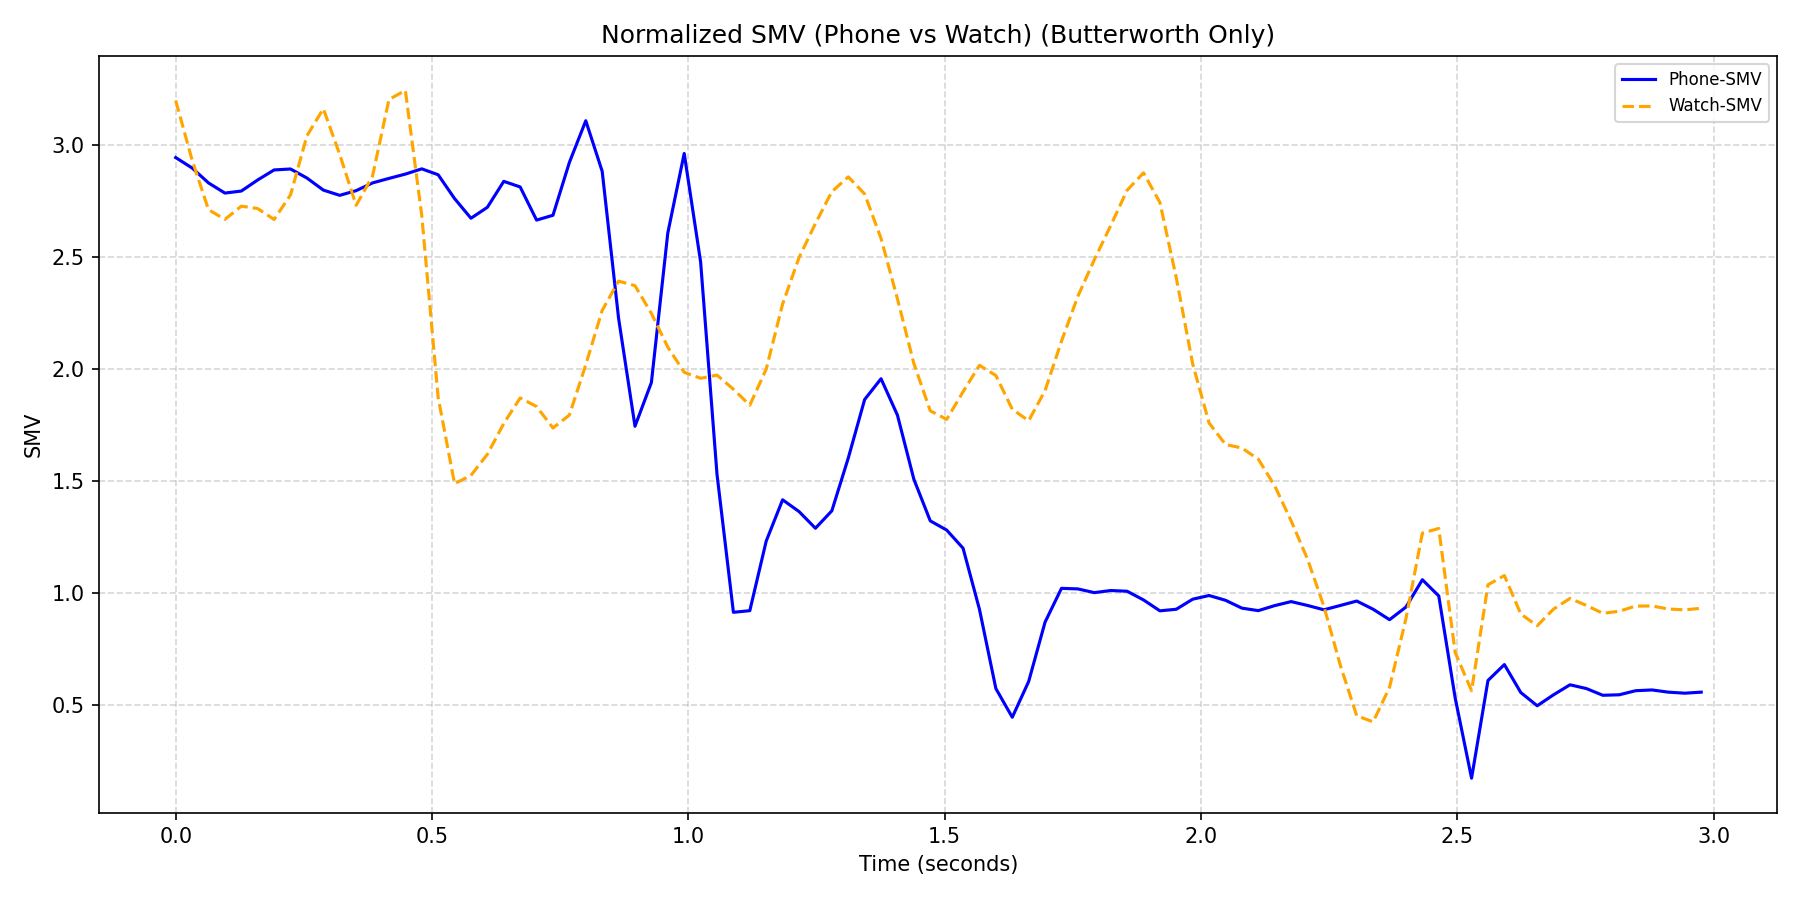 Normalized SMV (Phone vs Watch) (Butterworth Only)
Phone-SMV
Watch-SMV
SMV
3.0
2.5
2.0
1.5
1.0
0.5
0.0 0.5 1.0 1.5 2.0 2.5 3.0
Time (seconds)